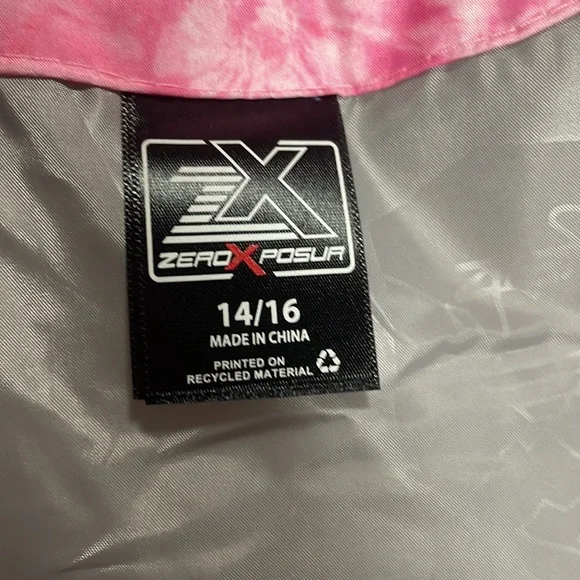 ZX
ZEROXPOSUR
14/16
MADE IN CHINA
PRINTED ON
RECYCLED MATERIAL